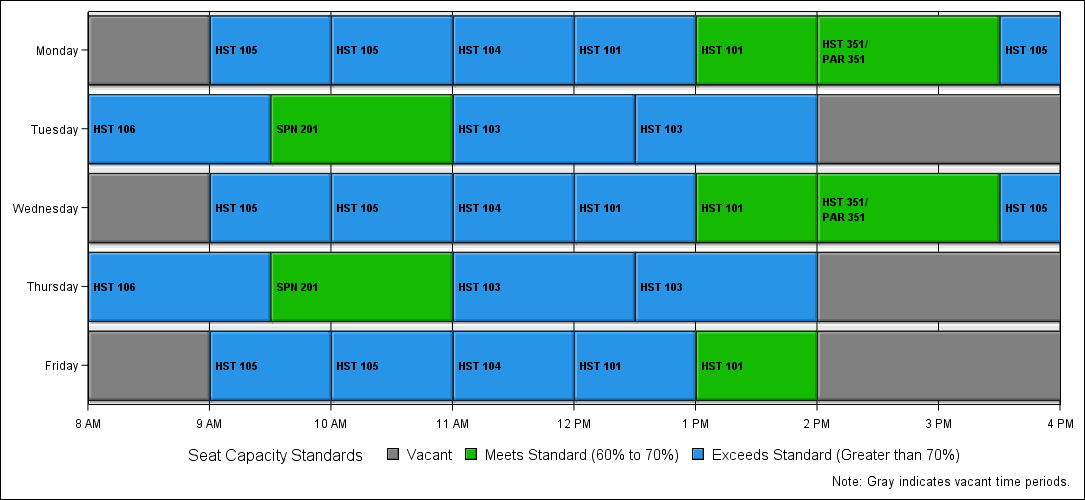 Monday
HST 105
HST 105
HST 104
HST 101
HST 101
HST 351/
PAR 351
HST 105
Tuesday
HST 106
SPN 201
HST 103
HST 103
Wednesday
HST 105
HST 105
HST 104
HST 101
HST 101
HST 351/
PAR 351
HST 105
Thursday
HST 106
SPN 201
HST 103
HST 103
Friday
HST 105
HST 105
HST 104
HST 101
HST 101
8 AM 9 AM 10 AM 11 AM 12 PM 1 PM 2 PM 3 PM 4 PM
Seat Capacity Standards Vacant Meets Standard (60% to 70%) Exceeds Standard (Greater than 70%)
Note: Gray indicates vacant time periods.